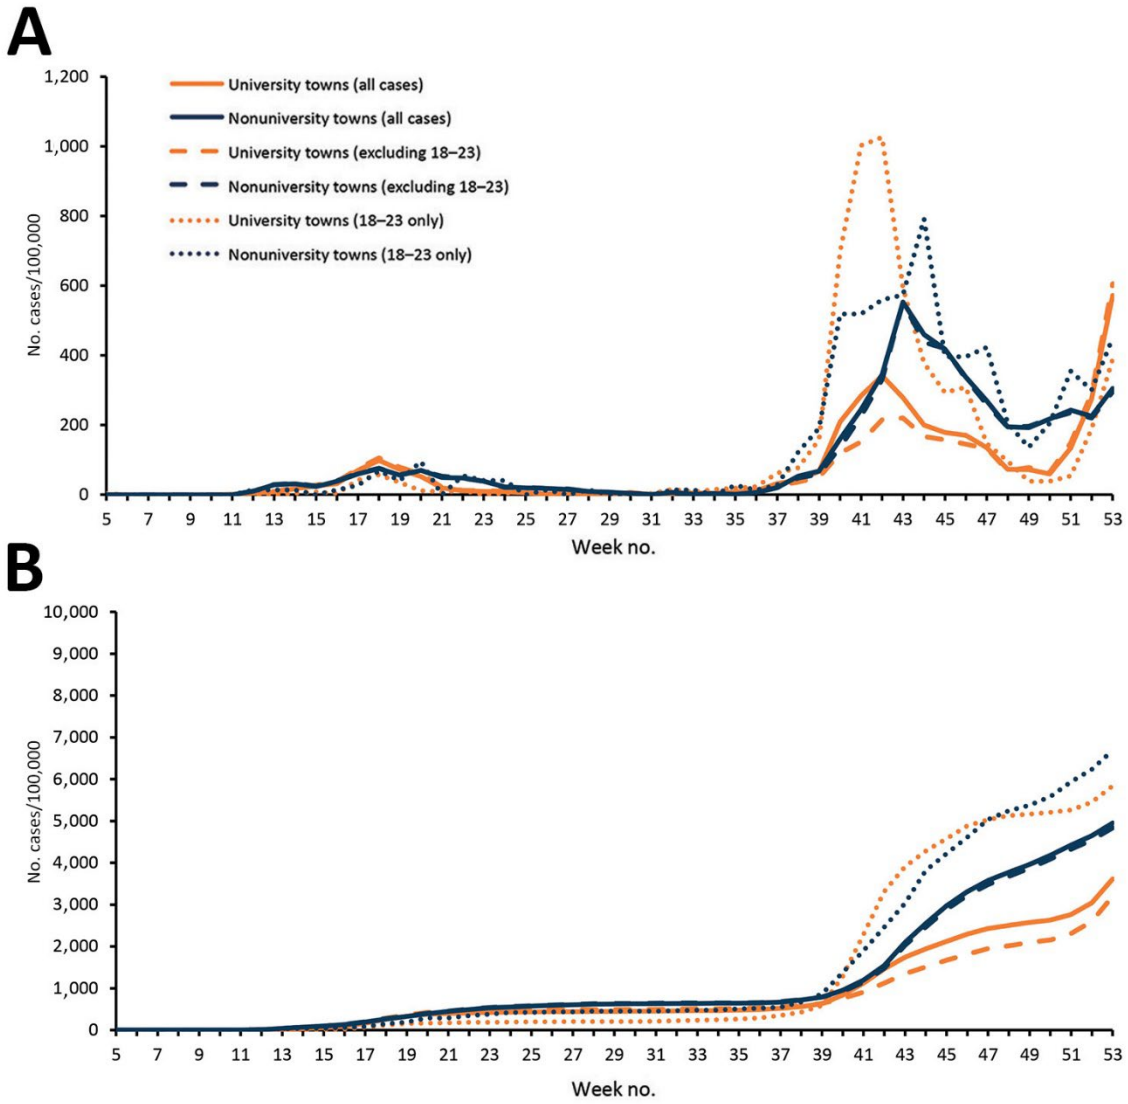 A
1,200
1,000
800
600
400
200
0
No. cases/100,000
University towns (all cases)
Nonuniversity towns (all cases)
University towns (excluding 18–23)
Nonuniversity towns (excluding 18–23)
University towns (18–23 only)
Nonuniversity towns (18–23 only)
5 7 9 11 13 15 17 19 21 23 25 27 29 31 33 35 37 39 41 43 45 47 49 51 53
Week no.
B
10,000
9,000
8,000
7,000
6,000
5,000
4,000
3,000
2,000
1,000
0
No. cases/100,000
5 7 9 11 13 15 17 19 21 23 25 27 29 31 33 35 37 39 41 43 45 47 49 51 53
Week no.